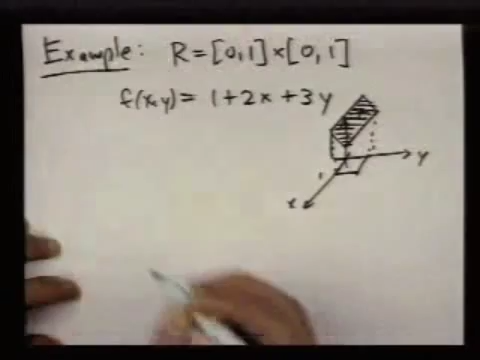 Example: R = [0,1] × [0,1]
f(x,y) = 1 + 2x + 3y
y
1
x